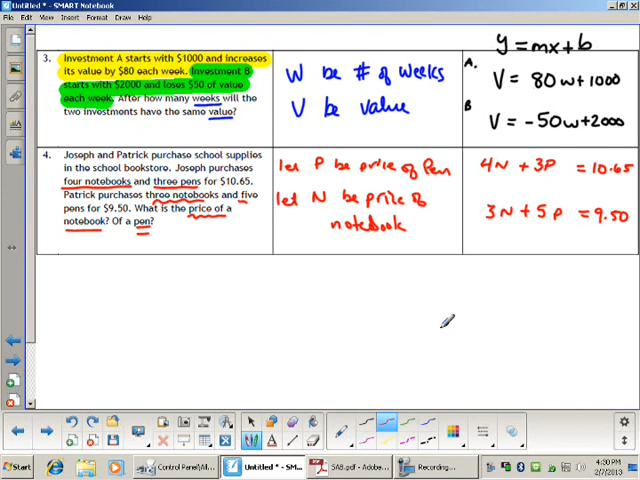 Untitled * - SMART Notebook
File Edit View Insert Format Tools Add-ons Help
y = mx + b
3. Investment A starts with $1000 and increases
its value by $80 each week. Investment B
starts with $2000 and loses $50 of value
each week. After how many weeks will the
two investments have the same value?
W be # of weeks
V be value
A.
V = 80w + 1000
B
V = -50w + 2000
4. Joseph and Patrick purchase school supplies
in the school bookstore. Joseph purchases
four notebooks and three pens for $10.65.
Patrick purchases three notebooks and five
pens for $9.50. What is the price of a
notebook? Of a pen?
let P be price of Pen
let N be price of
notebook
4N + 3P = 10.65
3N + 5P = 9.50
Start
Control Panel/Al...
Untitled * - SM...
SAB.pdf - Adobe...
Recording...
4:30 PM
2/7/2013